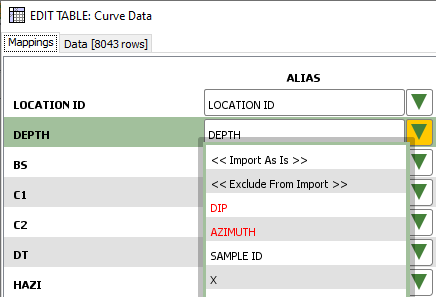 EDIT TABLE: Curve Data
Mappings Data [8043 rows]
ALIAS
LOCATION ID LOCATION ID
DEPTH DEPTH
BS << Import As Is >>
<< Exclude From Import >>
C1 DIP
C2 AZIMUTH
DT SAMPLE ID
HAZI X